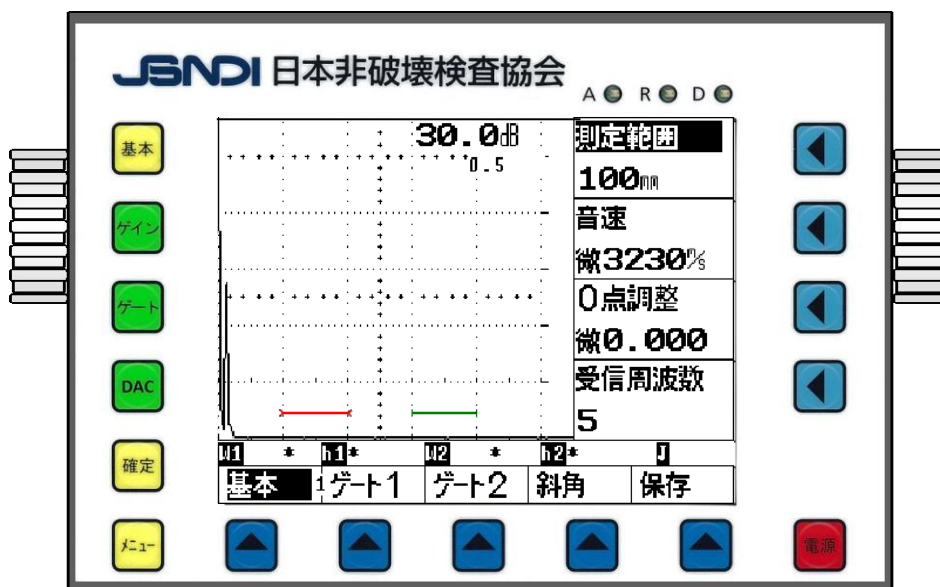 JSNDI 日本非破壊検査協会
A R D
基本
ゲイン
ゲート
DAC
確定
メニュー
30.0dB
0.5
測定範囲
100mm
音速
微3230m/s
0点調整
微0.000
受信周波数
5
W1 * h1* W2 * h2* J
基本 1 ゲート1 ゲート2 斜角 保存
電源